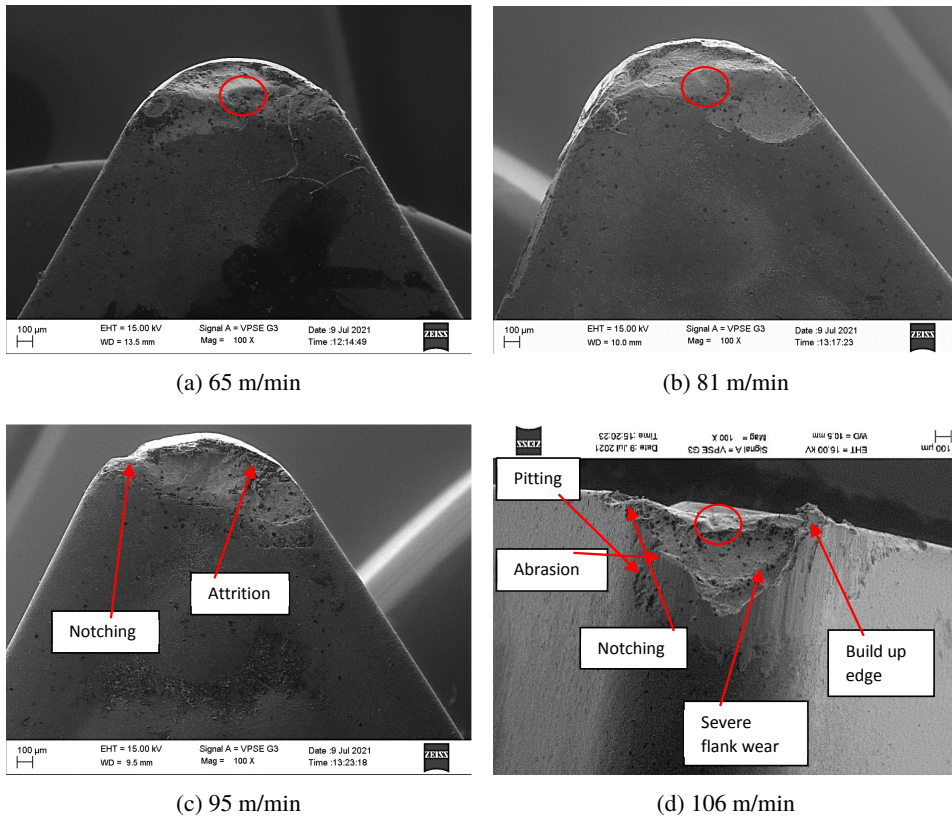 100 µm
EHT = 15.00 kV
WD = 13.5 mm
Signal A = VPSE G3
Mag = 100 X
Date :9 Jul 2021
Time :12:14:49
ZEISS
100 µm
EHT = 15.00 kV
WD = 10.0 mm
Signal A = VPSE G3
Mag = 100 X
Date :9 Jul 2021
Time :13:17:23
ZEISS
(a) 65 m/min
(b) 81 m/min
Notching
Attrition
100 µm
EHT = 15.00 kV
WD = 9.5 mm
Signal A = VPSE G3
Mag = 100 X
Date :9 Jul 2021
Time :13:23:18
ZEISS
ZEISS
Time :15:20:23
Date :9 Jul 2021
Mag = 100 X
Signal A = VPSE G3
WD = 10.5 mm
EHT = 15.00 kV
100 µm
Pitting
Abrasion
Notching
Build up
edge
Severe
flank wear
(c) 95 m/min
(d) 106 m/min